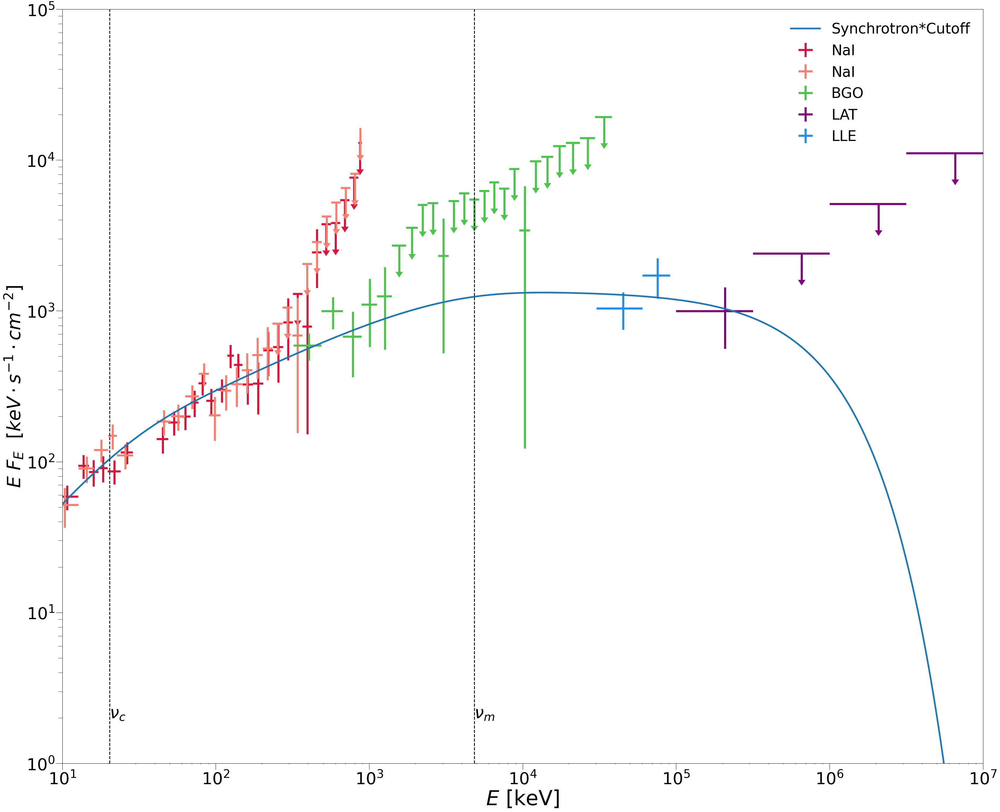 10^5
10^4
10^3
10^2
10^1
10^0
E F_E [keV · s^−1 · cm^−2]
Synchrotron*Cutoff
NaI
NaI
BGO
LAT
LLE
ν_c
ν_m
10^1 10^2 10^3 10^4 10^5 10^6 10^7
E [keV]